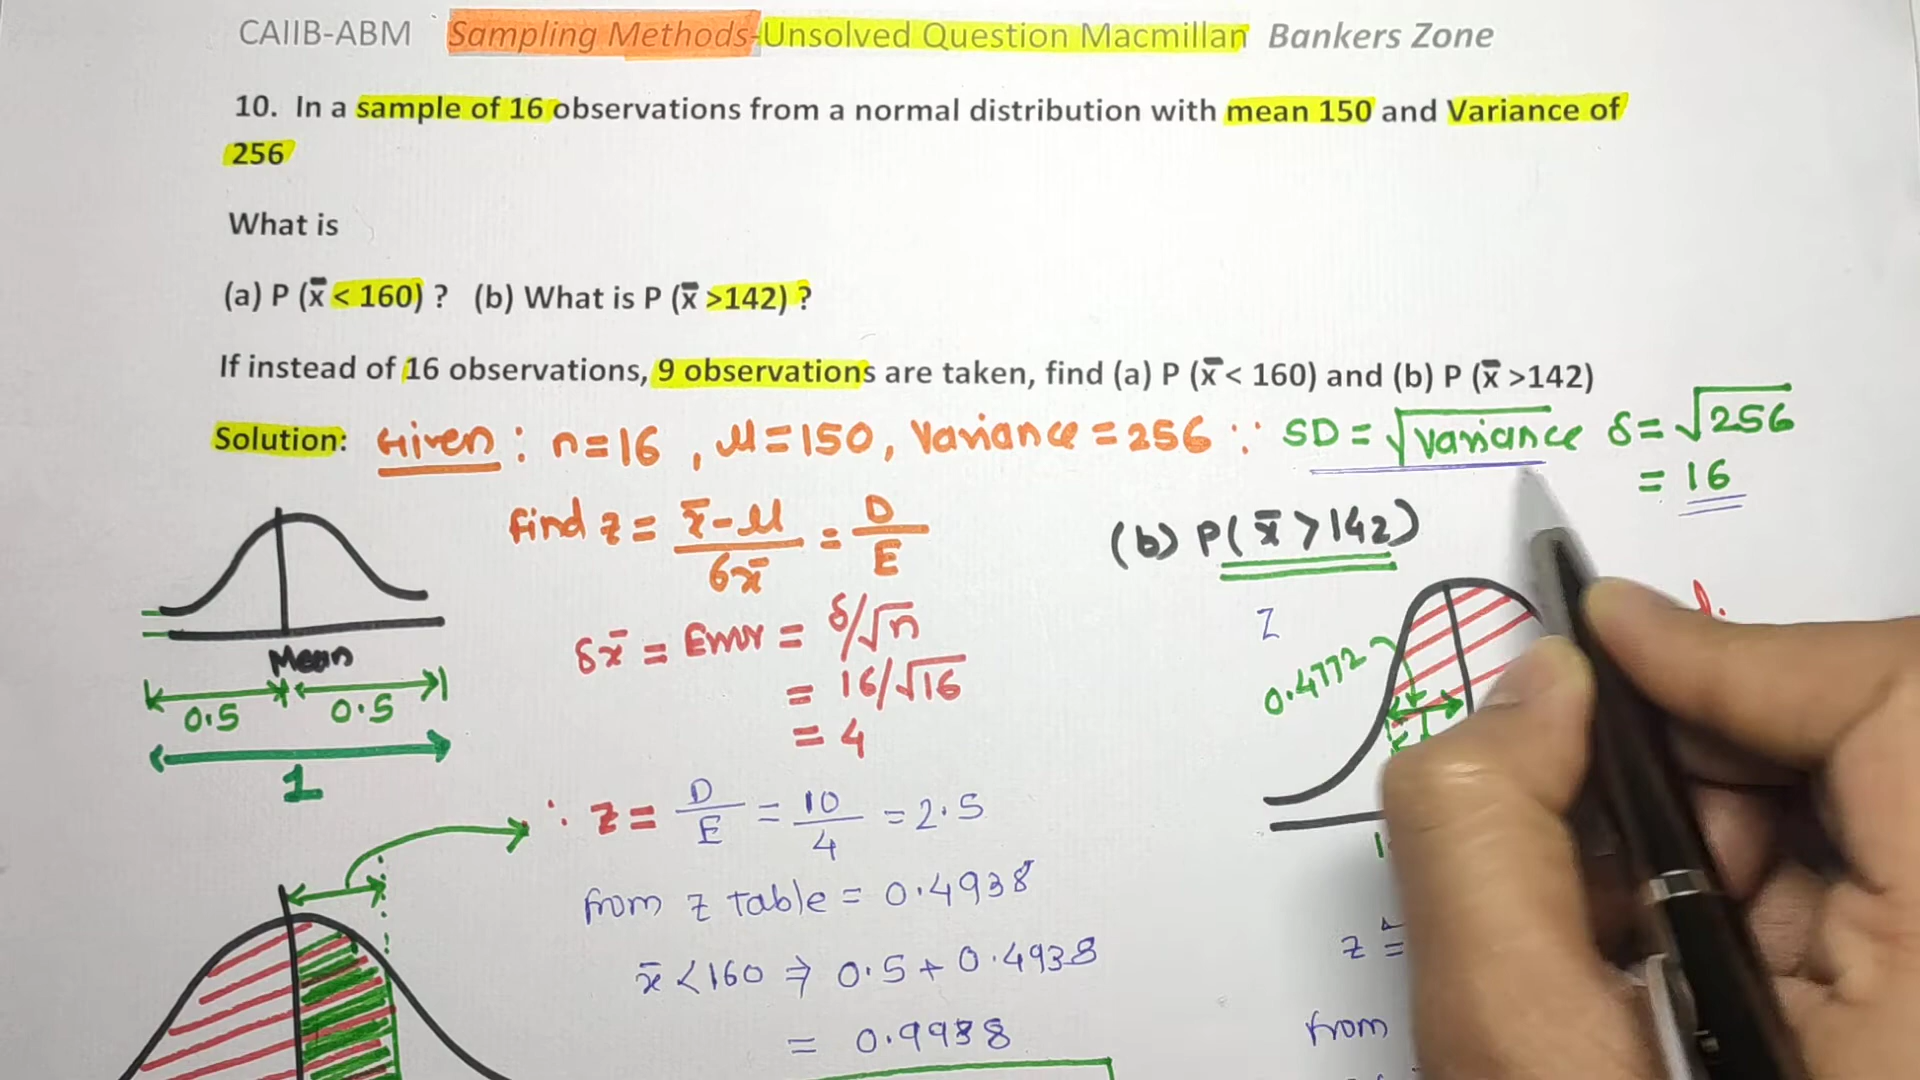 CAIIB-ABM Sampling Methods-Unsolved Question Macmillan Bankers Zone
10. In a sample of 16 observations from a normal distribution with mean 150 and Variance of
256
What is
(a) P (x̄ < 160) ? (b) What is P (x̄ >142) ?
If instead of 16 observations, 9 observations are taken, find (a) P (x̄ < 160) and (b) P (x̄ >142)
Solution: Given : n=16 , μ=150, Variance = 256 ∵ SD = √variance δ = √256
= 16
Find z = x̄-μ/6x̄ = D/E
δx̄ = Error = δ/√n
= 16/√16
= 4
Mean
0.5 0.5
1
∴ z = D/E = 10/4 = 2.5
from z table = 0.4938
x̄ < 160 ⇒ 0.5 + 0.4938
= 0.9938
(b) P( x̄ > 142)
Z
0.4772
z =
from